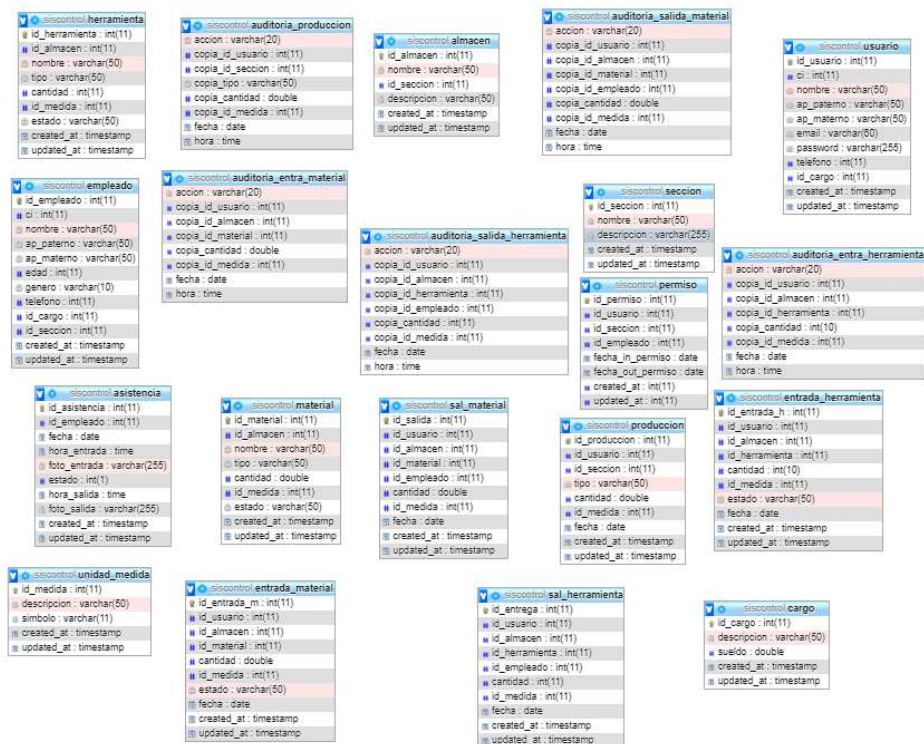 siscontrol herramienta
id_herramienta : int(11)
id_almacen : int(11)
nombre : varchar(50)
tipo : varchar(50)
cantidad : int(11)
id_medida : int(11)
estado : varchar(50)
created_at : timestamp
updated_at : timestamp
siscontrol auditoria_produccion
accion : varchar(20)
copia_id_usuario : int(11)
copia_id_seccion : int(11)
copia_tipo : varchar(50)
copia_cantidad : double
copia_id_medida : int(11)
fecha : date
hora : time
siscontrol almacen
id_almacen : int(11)
nombre : varchar(50)
id_seccion : int(11)
descripcion : varchar(50)
created_at : timestamp
updated_at : timestamp
siscontrol auditoria_salida_material
accion : varchar(20)
copia_id_usuario : int(11)
copia_id_almacen : int(11)
copia_id_material : int(11)
copia_id_empleado : int(11)
copia_cantidad : double
copia_id_medida : int(11)
fecha : date
hora : time
siscontrol usuario
id_usuario : int(11)
ci : int(11)
nombre : varchar(50)
ap_paterno : varchar(50)
ap_materno : varchar(50)
email : varchar(60)
password : varchar(255)
telefono : int(11)
id_cargo : int(11)
created_at : timestamp
updated_at : timestamp
siscontrol empleado
id_empleado : int(11)
ci : int(11)
nombre : varchar(50)
ap_paterno : varchar(50)
ap_materno : varchar(50)
edad : int(11)
genero : varchar(10)
telefono : int(11)
id_cargo : int(11)
id_seccion : int(11)
created_at : timestamp
updated_at : timestamp
siscontrol auditoria_entra_material
accion : varchar(20)
copia_id_usuario : int(11)
copia_id_almacen : int(11)
copia_id_material : int(11)
copia_cantidad : double
copia_id_medida : int(11)
fecha : date
hora : time
siscontrol auditoria_salida_herramienta
accion : varchar(20)
copia_id_usuario : int(11)
copia_id_almacen : int(11)
copia_id_herramienta : int(11)
copia_id_empleado : int(11)
copia_cantidad : int(11)
copia_id_medida : int(11)
fecha : date
hora : time
siscontrol seccion
id_seccion : int(11)
nombre : varchar(50)
descripcion : varchar(255)
created_at : timestamp
updated_at : timestamp
siscontrol permiso
id_permiso : int(11)
id_usuario : int(11)
id_seccion : int(11)
id_empleado : int(11)
fecha_in_permiso : date
fecha_out_permiso : date
created_at : int(11)
updated_at : int(11)
siscontrol auditoria_entra_herramienta
accion : varchar(20)
copia_id_usuario : int(11)
copia_id_almacen : int(11)
copia_id_herramienta : int(11)
copia_cantidad : int(10)
copia_id_medida : int(11)
fecha : date
hora : time
siscontrol asistencia
id_asistencia : int(11)
id_empleado : int(11)
fecha : date
hora_entrada : time
foto_entrada : varchar(255)
estado : int(1)
hora_salida : time
foto_salida : varchar(255)
created_at : timestamp
updated_at : timestamp
siscontrol material
id_material : int(11)
id_almacen : int(11)
nombre : varchar(50)
tipo : varchar(50)
cantidad : double
id_medida : int(11)
estado : varchar(50)
created_at : timestamp
updated_at : timestamp
siscontrol sal_material
id_salida : int(11)
id_usuario : int(11)
id_almacen : int(11)
id_material : int(11)
id_empleado : int(11)
cantidad : double
id_medida : int(11)
fecha : date
created_at : timestamp
updated_at : timestamp
siscontrol produccion
id_produccion : int(11)
id_usuario : int(11)
id_seccion : int(11)
tipo : varchar(50)
cantidad : double
id_medida : int(11)
fecha : date
created_at : timestamp
updated_at : timestamp
siscontrol entrada_herramienta
id_entrada_h : int(11)
id_usuario : int(11)
id_almacen : int(11)
id_herramienta : int(11)
cantidad : int(10)
id_medida : int(11)
estado : varchar(50)
fecha : date
created_at : timestamp
updated_at : timestamp
siscontrol unidad_medida
id_medida : int(11)
descripcion : varchar(50)
simbolo : varchar(11)
created_at : timestamp
updated_at : timestamp
siscontrol entrada_material
id_entrada_m : int(11)
id_usuario : int(11)
id_almacen : int(11)
id_material : int(11)
cantidad : double
id_medida : int(11)
estado : varchar(50)
fecha : date
created_at : timestamp
updated_at : timestamp
siscontrol sal_herramienta
id_entrega : int(11)
id_usuario : int(11)
id_almacen : int(11)
id_herramienta : int(11)
id_empleado : int(11)
cantidad : int(11)
id_medida : int(11)
fecha : date
created_at : timestamp
updated_at : timestamp
siscontrol cargo
id_cargo : int(11)
descripcion : varchar(50)
sueldo : double
created_at : timestamp
updated_at : timestamp